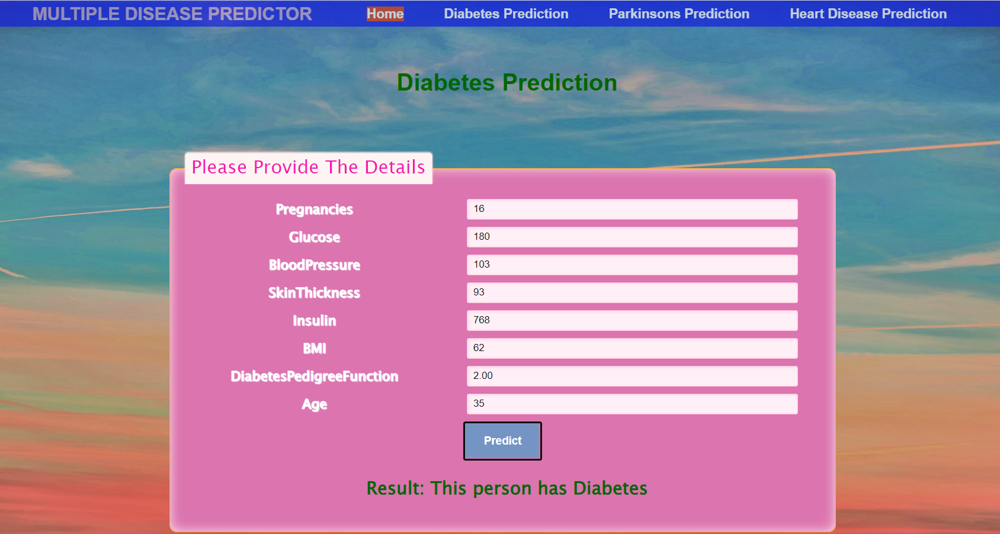 MULTIPLE DISEASE PREDICTOR Home Diabetes Prediction Parkinsons Prediction Heart Disease Prediction
Diabetes Prediction
Please Provide The Details
Pregnancies 16
Glucose 180
BloodPressure 103
SkinThickness 93
Insulin 768
BMI 62
DiabetesPedigreeFunction 2.00
Age 35
Predict
Result: This person has Diabetes